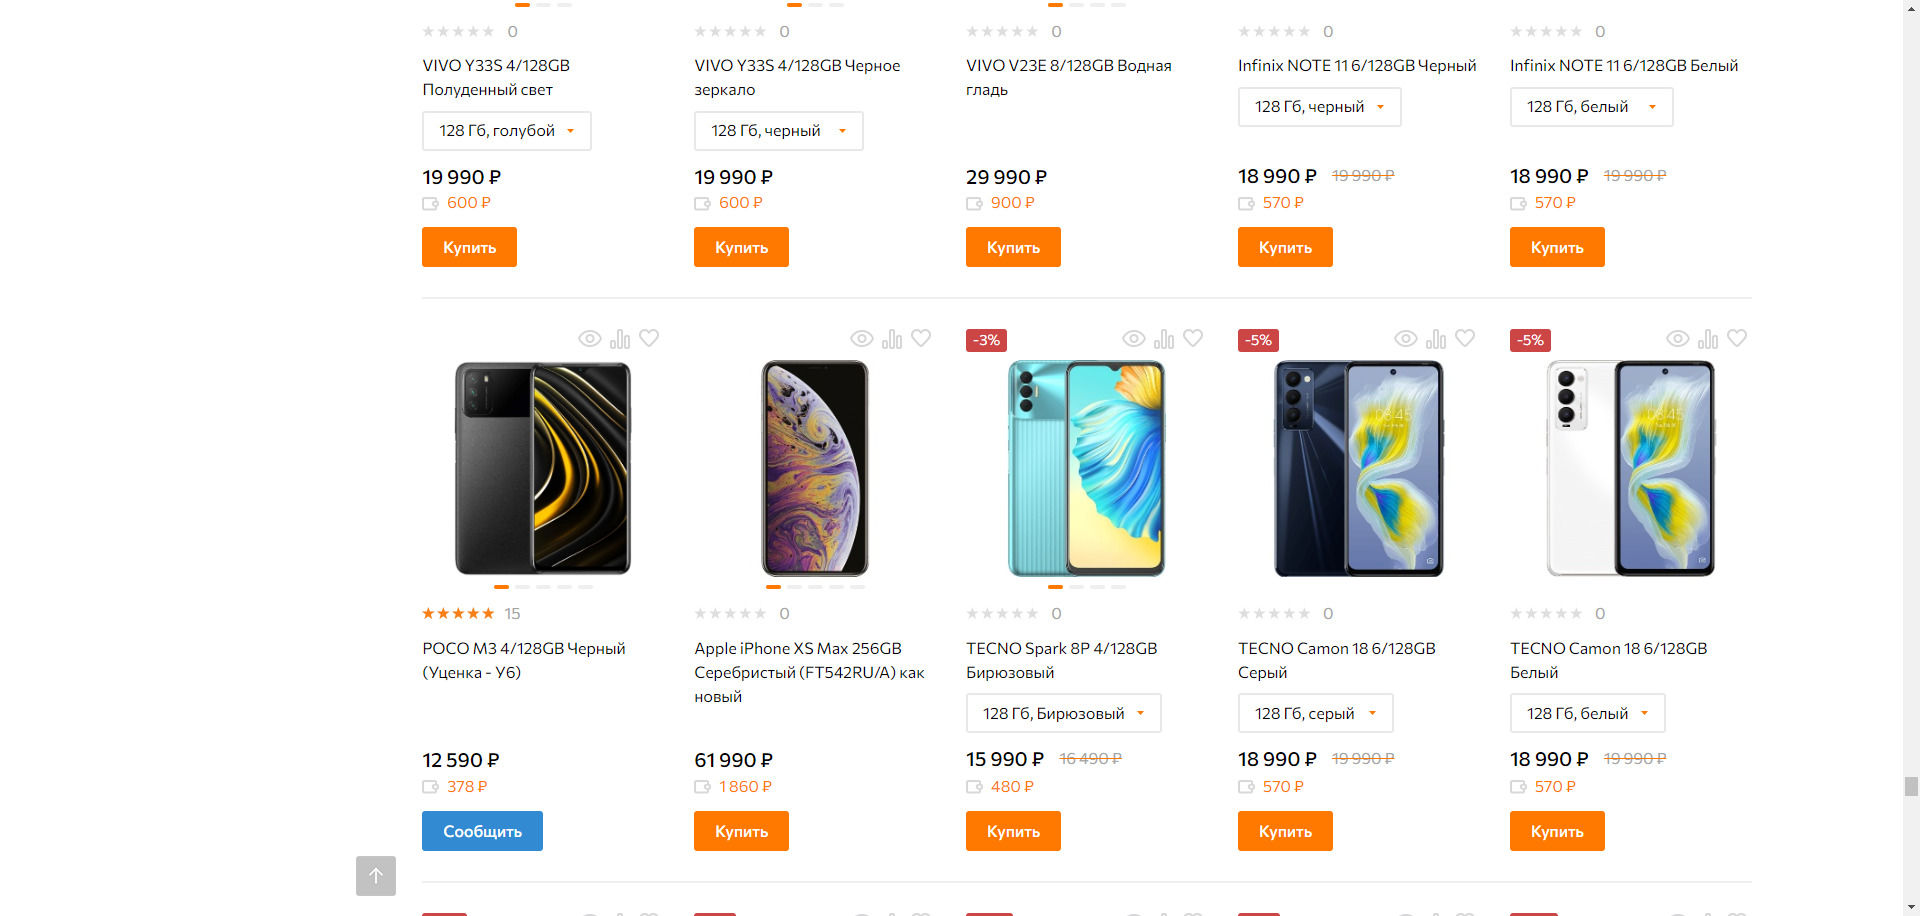 0
0
0
0
0
VIVO Y33S 4/128GB
Полуденный свет
VIVO Y33S 4/128GB Черное
зеркало
VIVO V23E 8/128GB Водная
гладь
Infinix NOTE 11 6/128GB Черный
Infinix NOTE 11 6/128GB Белый
128 Гб, голубой
128 Гб, черный
128 Гб, черный
128 Гб, белый
19 990 ₽
19 990 ₽
29 990 ₽
18 990 ₽ 19 990 ₽
18 990 ₽ 19 990 ₽
600 ₽
600 ₽
900 ₽
570 ₽
570 ₽
Купить
Купить
Купить
Купить
Купить
-3%
-5%
-5%
08:45
08:45
15
0
0
0
0
POCO M3 4/128GB Черный
(Уценка - У6)
Apple iPhone XS Max 256GB
Серебристый (FT542RU/A) как
новый
TECNO Spark 8P 4/128GB
Бирюзовый
TECNO Camon 18 6/128GB
Серый
TECNO Camon 18 6/128GB
Белый
128 Гб, Бирюзовый
128 Гб, серый
128 Гб, белый
12 590 ₽
61 990 ₽
15 990 ₽ 16 490 ₽
18 990 ₽ 19 990 ₽
18 990 ₽ 19 990 ₽
378 ₽
1 860 ₽
480 ₽
570 ₽
570 ₽
Сообщить
Купить
Купить
Купить
Купить